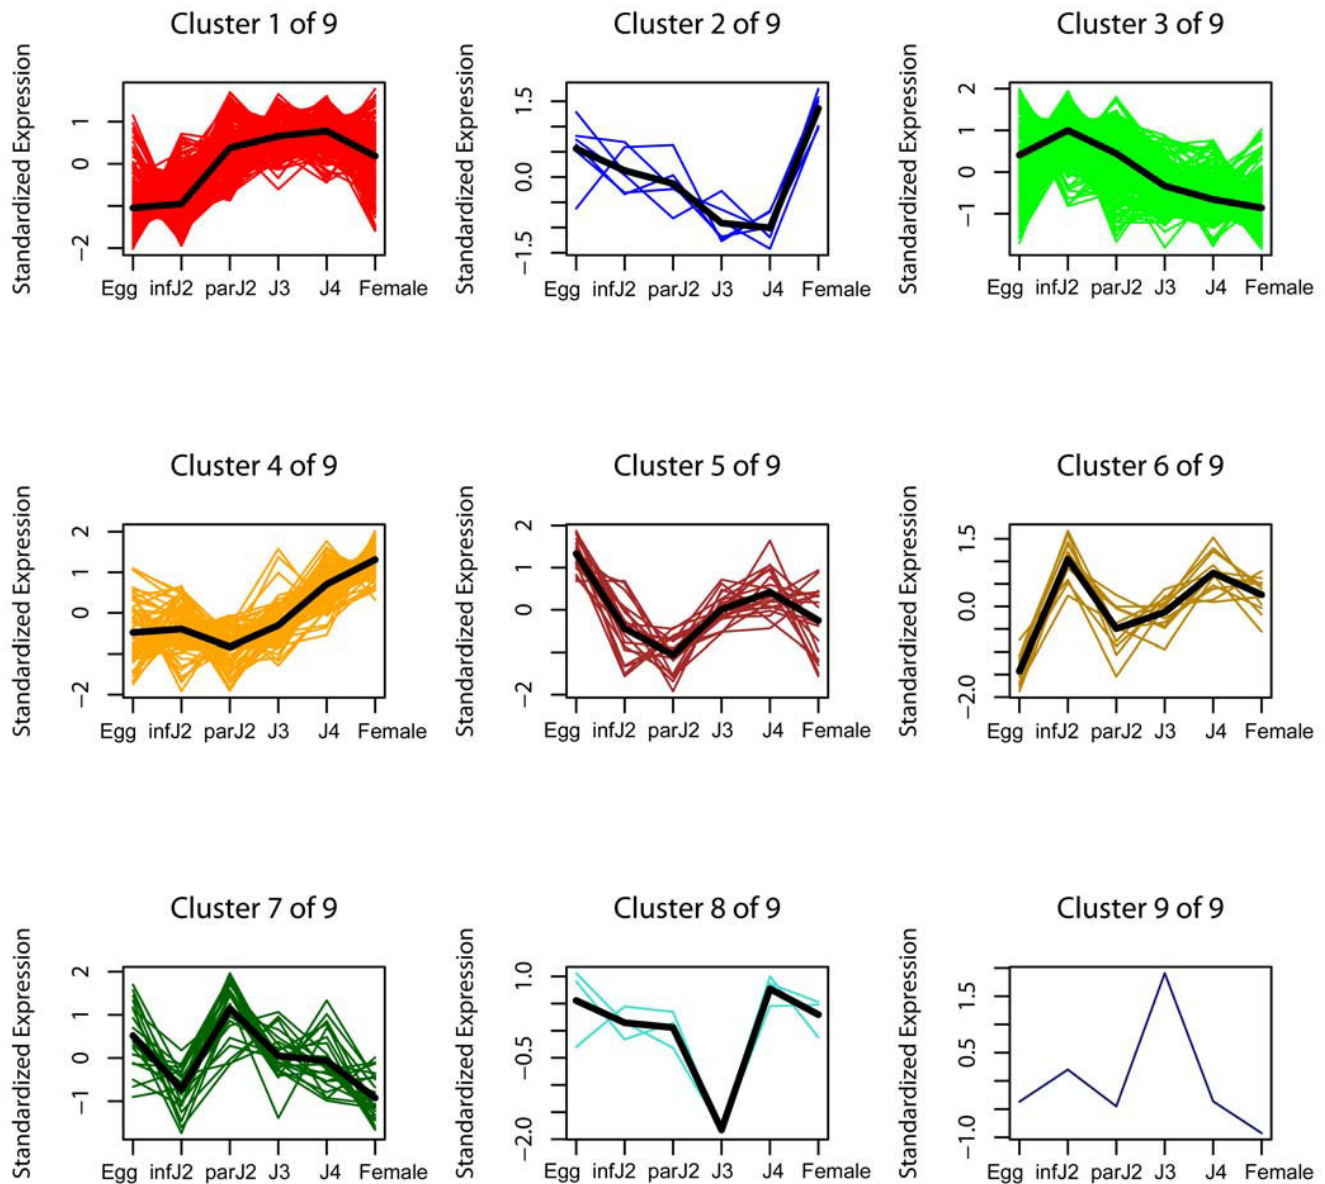 Cluster 1 of 9
Standardized Expression
1
0
−2
Egg infJ2 parJ2 J3 J4 Female
Cluster 2 of 9
Standardized Expression
1.5
0.0
−1.5
Egg infJ2 parJ2 J3 J4 Female
Cluster 3 of 9
Standardized Expression
2
1
0
−1
Egg infJ2 parJ2 J3 J4 Female
Cluster 4 of 9
Standardized Expression
2
1
0
−2
Egg infJ2 parJ2 J3 J4 Female
Cluster 5 of 9
Standardized Expression
2
1
0
−2
Egg infJ2 parJ2 J3 J4 Female
Cluster 6 of 9
Standardized Expression
1.5
0.0
−2.0
Egg infJ2 parJ2 J3 J4 Female
Cluster 7 of 9
Standardized Expression
2
1
0
−1
Egg infJ2 parJ2 J3 J4 Female
Cluster 8 of 9
Standardized Expression
1.0
−0.5
−2.0
Egg infJ2 parJ2 J3 J4 Female
Cluster 9 of 9
Standardized Expression
1.5
0.5
−1.0
Egg infJ2 parJ2 J3 J4 Female